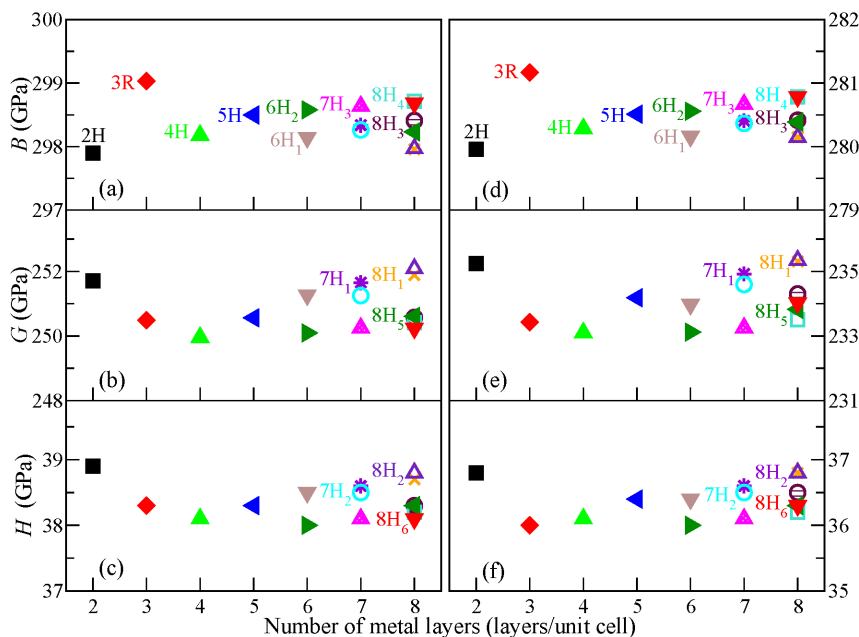 300
299
298
297
B (GPa)
2H
3R
4H
5H
6H₂
6H₁
7H₃
8H₄
8H₃
(a)
282
281
280
279
2H
3R
4H
5H
6H₂
6H₁
7H₃
8H₄
8H₃
(d)
252
250
248
G (GPa)
7H₁
8H₁
8H₅
(b)
235
233
231
7H₁
8H₁
8H₅
(e)
39
38
37
H (GPa)
7H₂
8H₂
8H₆
(c)
37
36
35
7H₂
8H₂
8H₆
(f)
2 3 4 5 6 7 8
2 3 4 5 6 7 8
Number of metal layers (layers/unit cell)